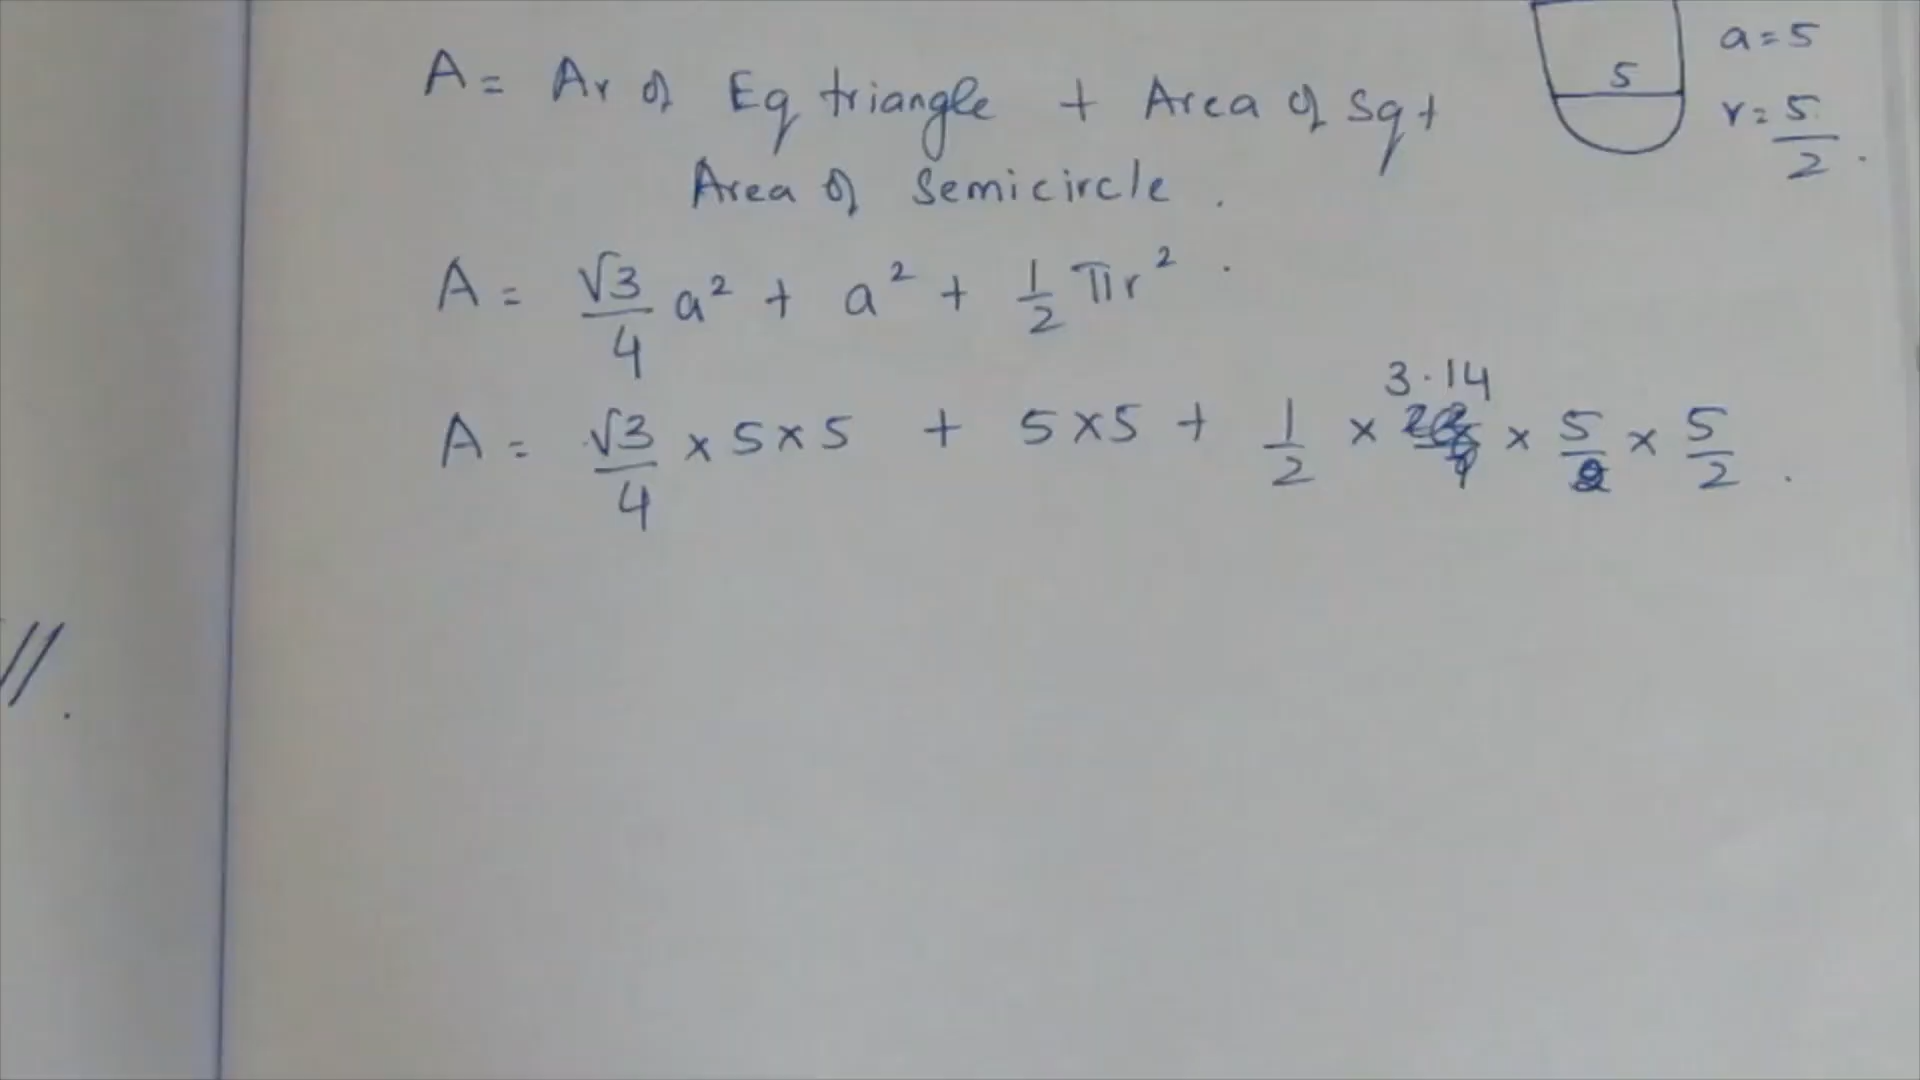 A = Ar of Eq triangle + Area of Sq +
Area of Semicircle .
5
a = 5
r = 5/2 .
A = √3/4 a² + a² + 1/2 πr² .
A = √3/4 × 5 × 5 + 5 × 5 + 1/2 × 3.14 × 5/2 × 5/2 .
//.